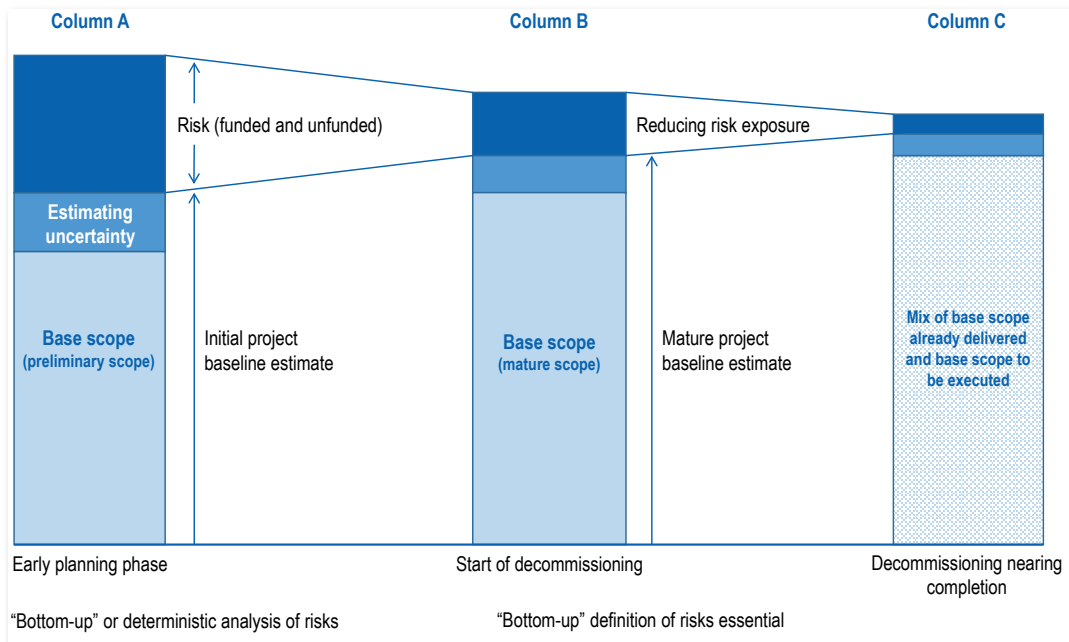 Column A
Column B
Column C
Risk (funded and unfunded)
Reducing risk exposure
Estimating
uncertainty
Base scope
(preliminary scope)
Initial project
baseline estimate
Base scope
(mature scope)
Mature project
baseline estimate
Mix of base scope
already delivered
and base scope to
be executed
Early planning phase
Start of decommissioning
Decommissioning nearing
completion
“Bottom-up” or deterministic analysis of risks
“Bottom-up” definition of risks essential